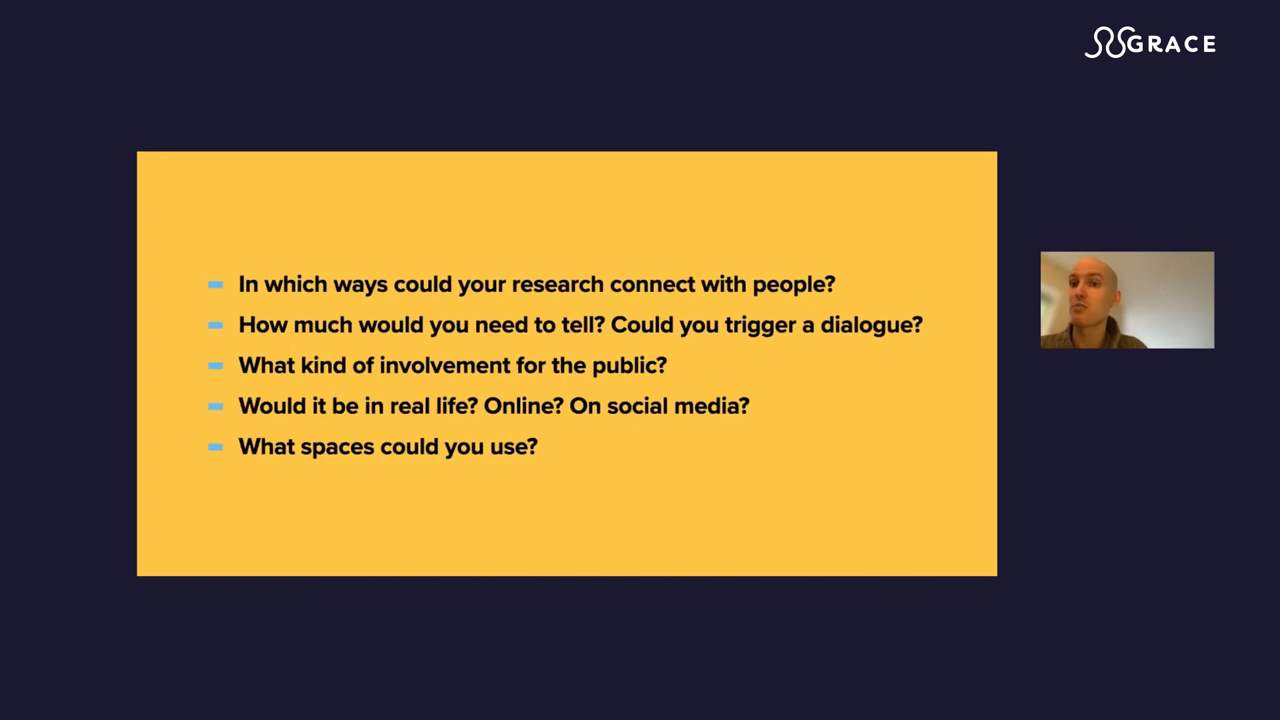 GRACE
In which ways could your research connect with people?
How much would you need to tell? Could you trigger a dialogue?
What kind of involvement for the public?
Would it be in real life? Online? On social media?
What spaces could you use?